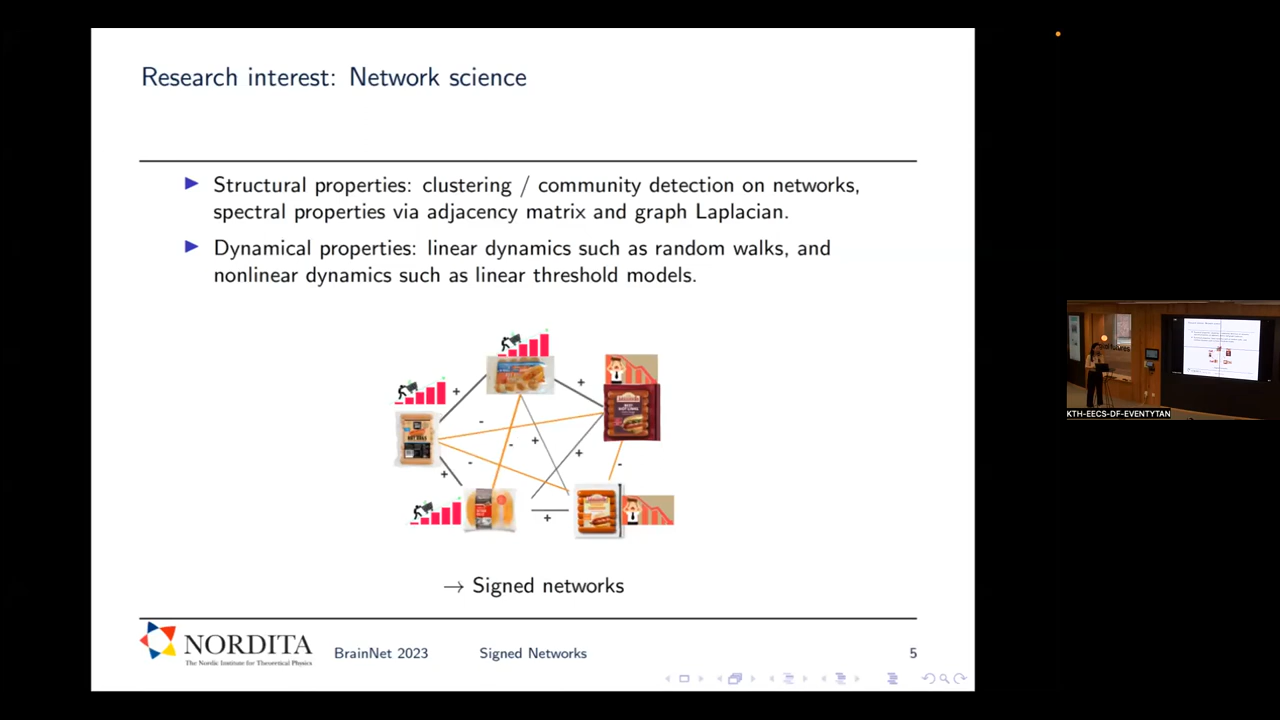 Research interest: Network science
Structural properties: clustering / community detection on networks,
spectral properties via adjacency matrix and graph Laplacian.
Dynamical properties: linear dynamics such as random walks, and
nonlinear dynamics such as linear threshold models.
+
+
-
-
+
+
-
-
+
+
→ Signed networks
NORDITA
The Nordic Institute for Theoretical Physics
BrainNet 2023
Signed Networks
5
KTH-EECS-DF-EVENTYTAN